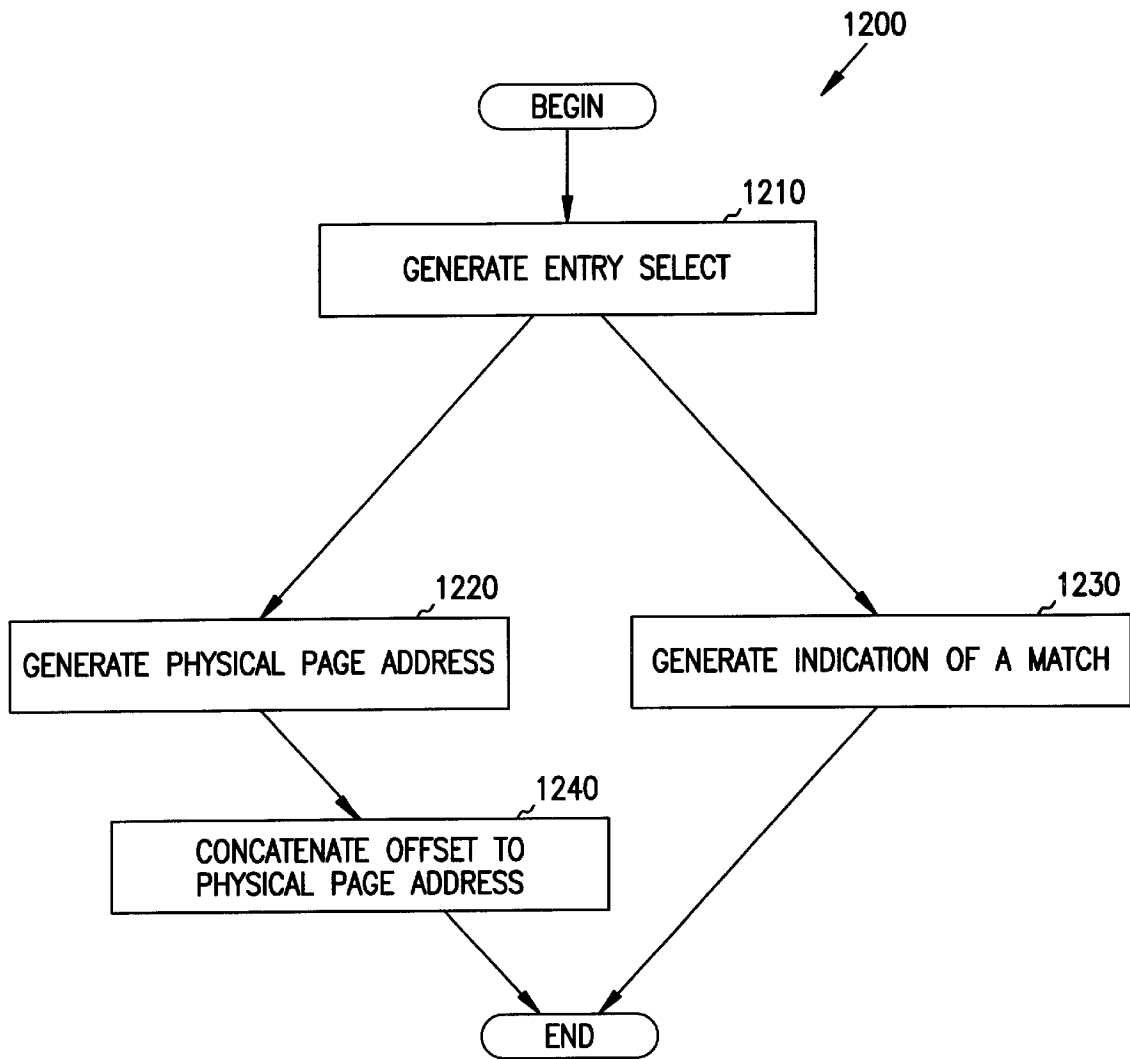 1200
BEGIN
1210
GENERATE ENTRY SELECT
1220
GENERATE PHYSICAL PAGE ADDRESS
1230
GENERATE INDICATION OF A MATCH
1240
CONCATENATE OFFSET TO
PHYSICAL PAGE ADDRESS
END